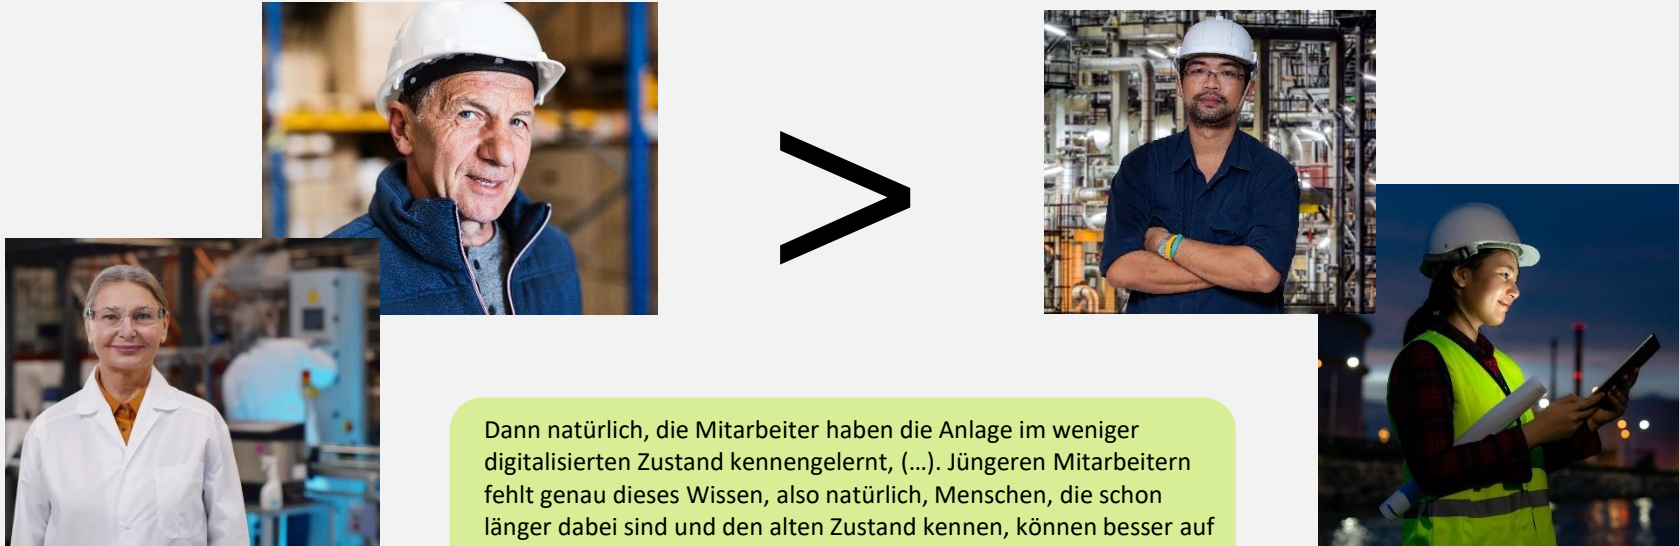 >
Dann natürlich, die Mitarbeiter haben die Anlage im weniger
digitalisierten Zustand kennengelernt, (…). Jüngeren Mitarbeitern
fehlt genau dieses Wissen, also natürlich, Menschen, die schon
länger dabei sind und den alten Zustand kennen, können besser auf